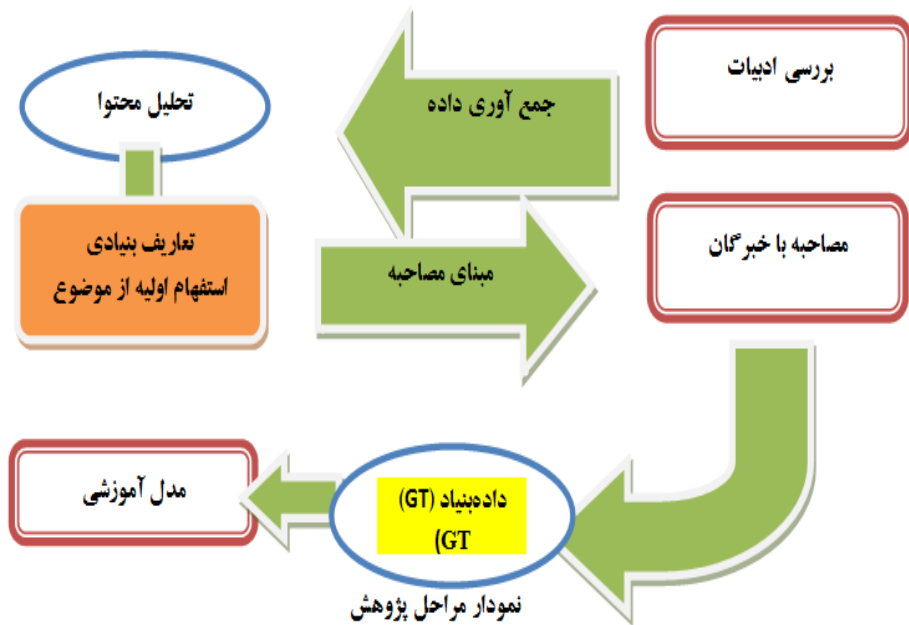 بررسی ادبیات
جمع آوری داده
تحلیل محتوا
تعاریف بنیادی
استفهام اولیه از موضوع
مبنای مصاحبه
مصاحبه با خبرگان
داده‌بنیاد (GT)
GT)
مدل آموزشی
نمودار مراحل پژوهش